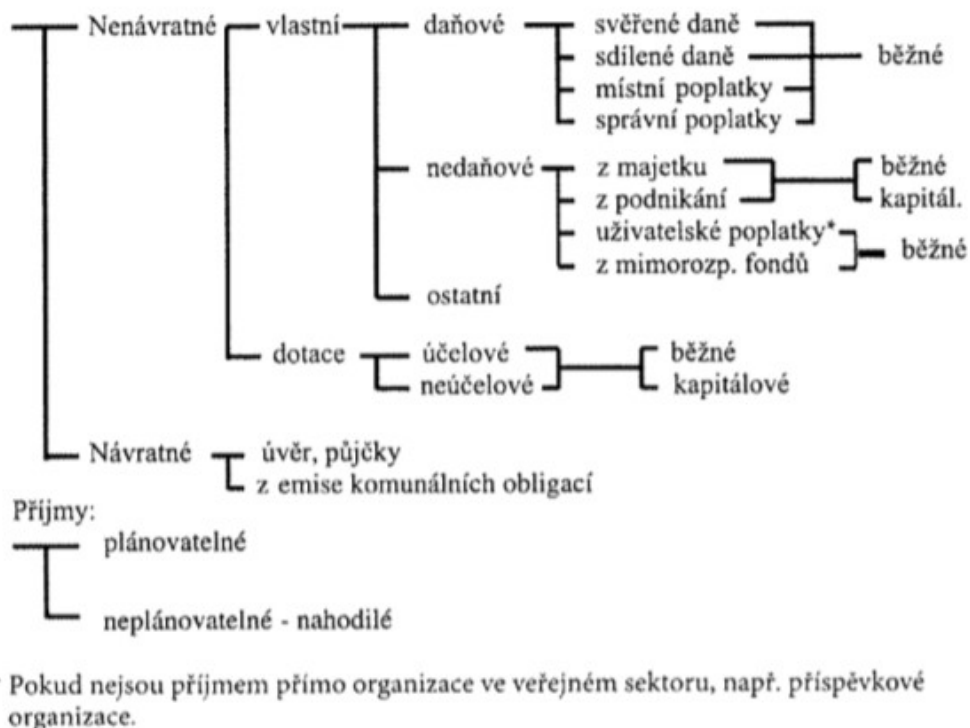 Nenávratné vlastní daňové svěřené daně
sdílené daně běžné
místní poplatky
správní poplatky
nedaňové z majetku běžné
z podnikání kapitál.
uživatelské poplatky* běžné
z mimorozp. fondů
ostatní
dotace účelové běžné
neúčelové kapitálové
Návratné úvěr, půjčky
z emise komunálních obligací
Příjmy:
plánovatelné
neplánovatelné - nahodilé
Pokud nejsou příjmem přímo organizace ve veřejném sektoru, např. příspěvkové
organizace.